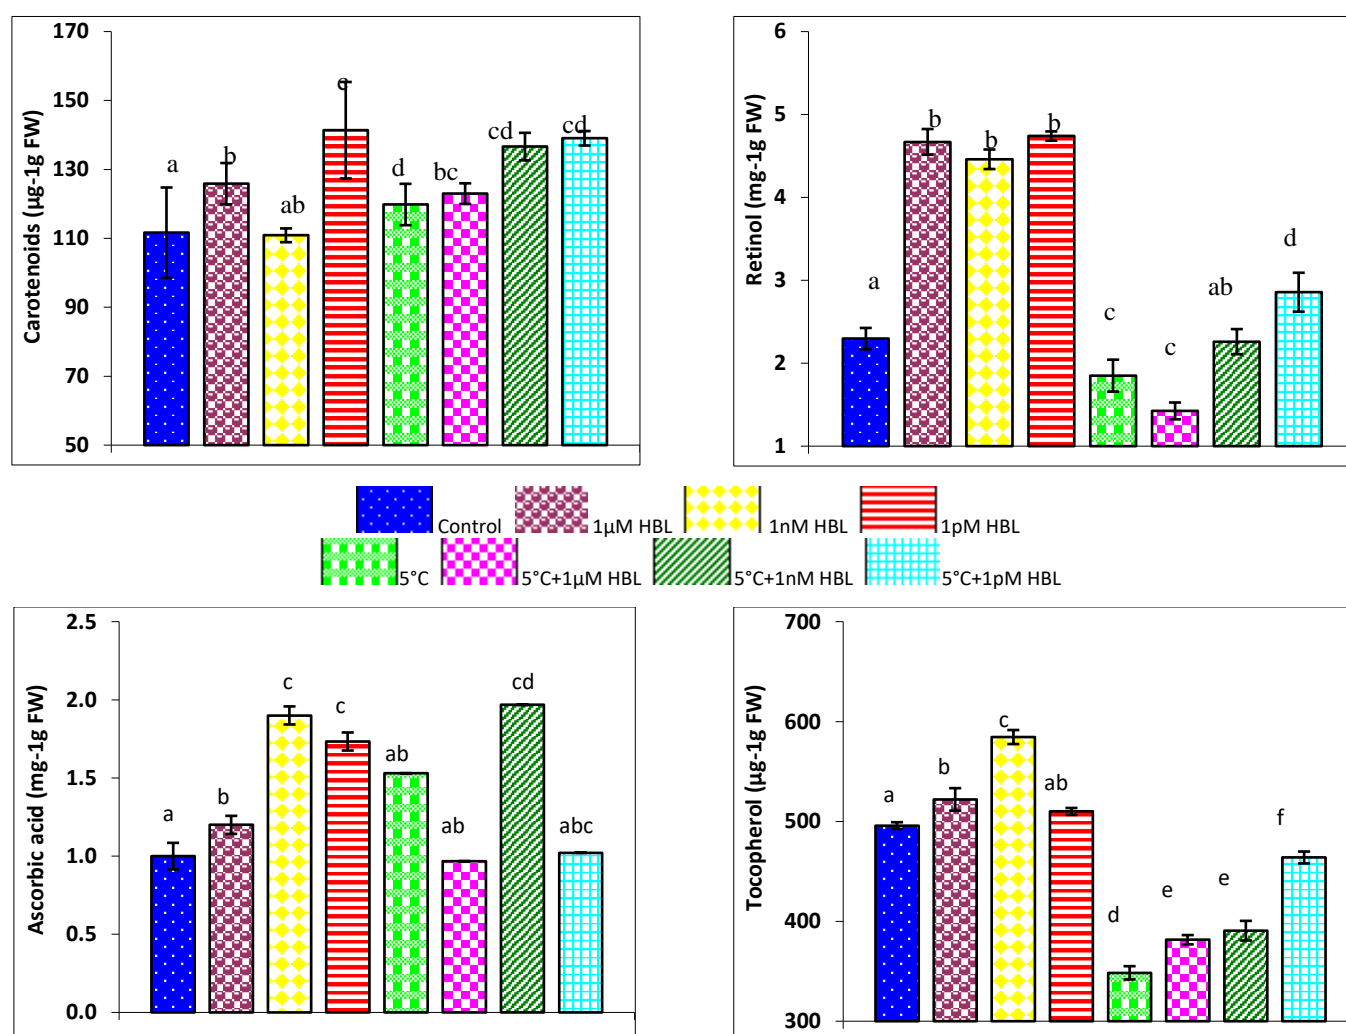 170
150
130
110
90
70
50
Carotenoids (µg-1g FW)
a
b
ab
c
d
bc
cd
cd
6
5
4
3
2
1
Retinol (mg-1g FW)
a
b
b
b
c
c
ab
d
Control 1µM HBL 1nM HBL 1pM HBL
5°C 5°C+1µM HBL 5°C+1nM HBL 5°C+1pM HBL
2.5
2.0
1.5
1.0
0.5
0.0
Ascorbic acid (mg-1g FW)
a
b
c
c
ab
ab
cd
abc
700
600
500
400
300
Tocopherol (µg-1g FW)
a
b
c
ab
d
e
e
f